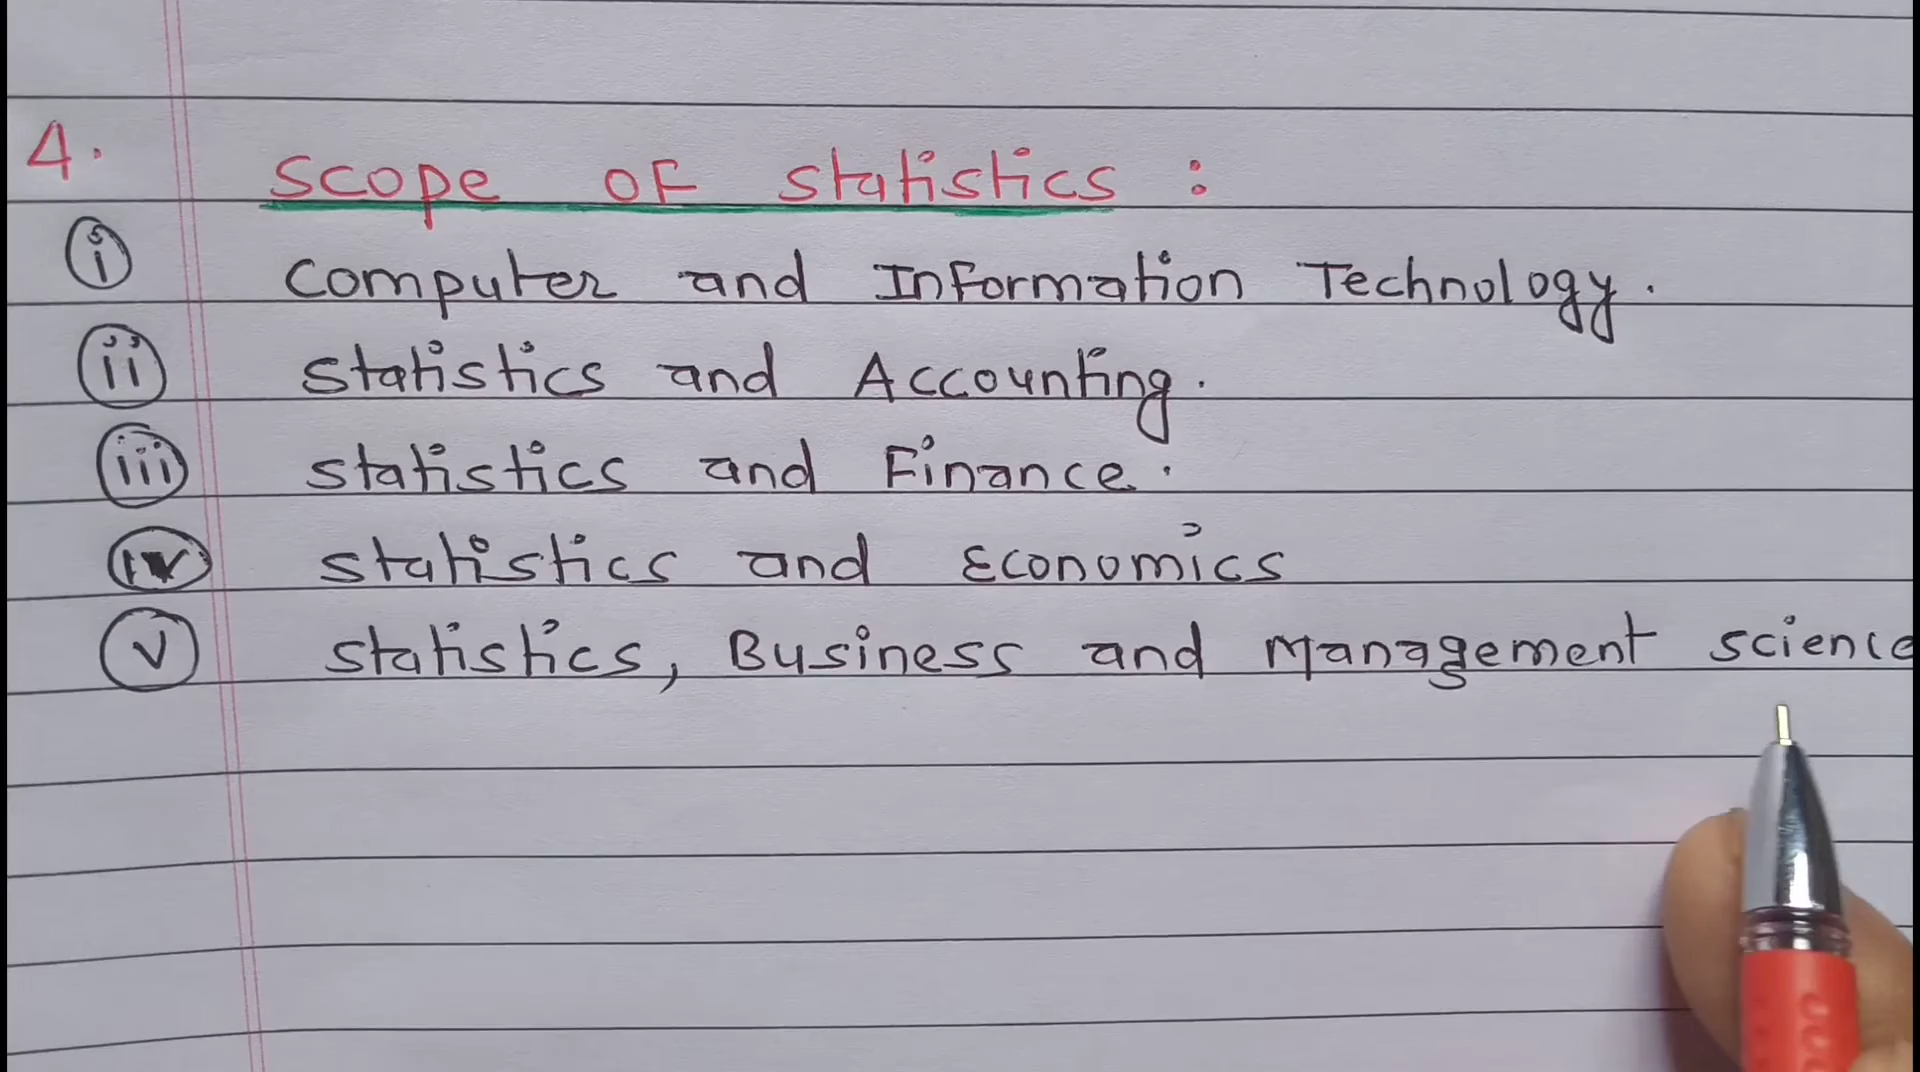 4. Scope of Statistics :
i Computer and Information Technology.
ii Statistics and Accounting.
iii Statistics and Finance.
iv Statistics and Economics
v Statistics, Business and Management Science